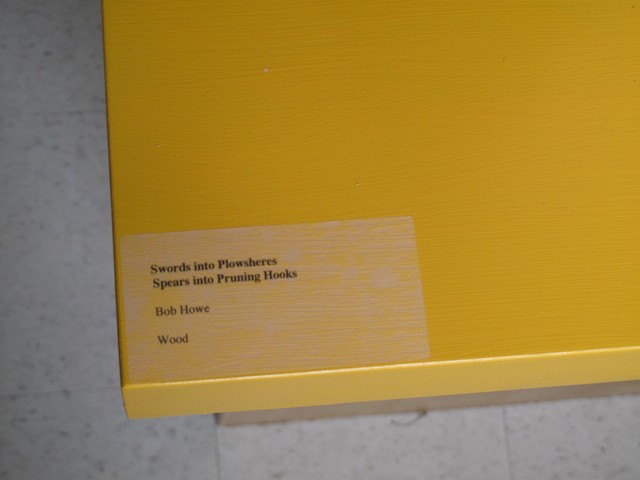 Swords into Plowsheres
Spears into Pruning Hooks
Bob Howe
Wood